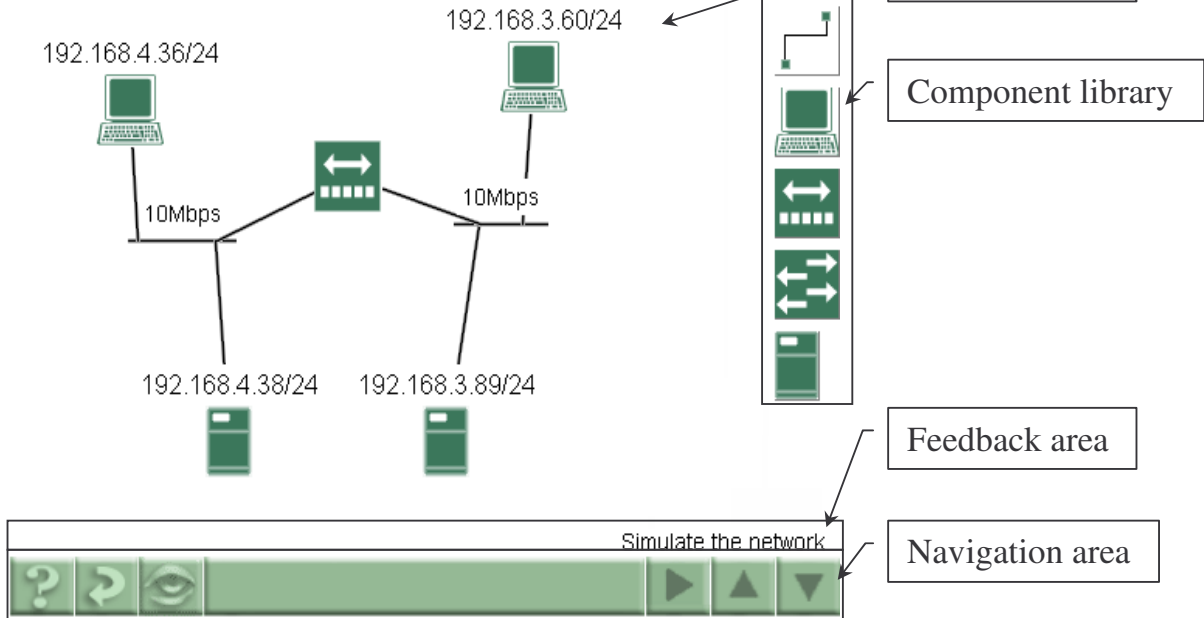 192.168.3.60/24
192.168.4.36/24
Component library
10Mbps
10Mbps
192.168.4.38/24
192.168.3.89/24
Feedback area
Simulate the network
Navigation area
?